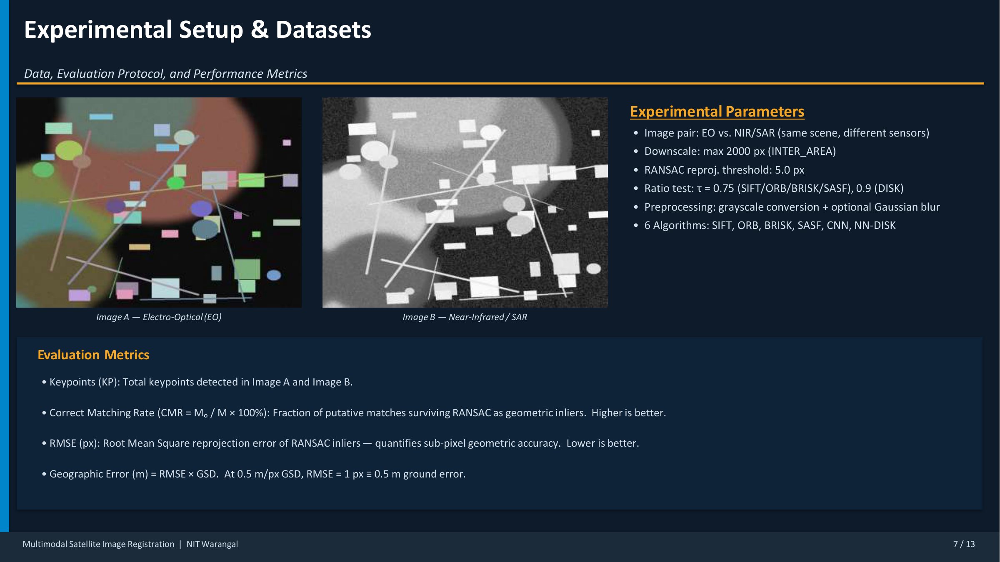 Experimental Setup & Datasets
Data, Evaluation Protocol, and Performance Metrics
Image A — Electro-Optical (EO)
Image B — Near-Infrared / SAR
Experimental Parameters
• Image pair: EO vs. NIR/SAR (same scene, different sensors)
• Downscale: max 2000 px (INTER_AREA)
• RANSAC reproj. threshold: 5.0 px
• Ratio test: τ = 0.75 (SIFT/ORB/BRISK/SASF), 0.9 (DISK)
• Preprocessing: grayscale conversion + optional Gaussian blur
• 6 Algorithms: SIFT, ORB, BRISK, SASF, CNN, NN-DISK
Evaluation Metrics
• Keypoints (KP): Total keypoints detected in Image A and Image B.
• Correct Matching Rate (CMR = Mₒ / M × 100%): Fraction of putative matches surviving RANSAC as geometric inliers.  Higher is better.
• RMSE (px): Root Mean Square reprojection error of RANSAC inliers — quantifies sub-pixel geometric accuracy.  Lower is better.
• Geographic Error (m) = RMSE × GSD.  At 0.5 m/px GSD, RMSE = 1 px ≡ 0.5 m ground error.
Multimodal Satellite Image Registration | NIT Warangal
7 / 13